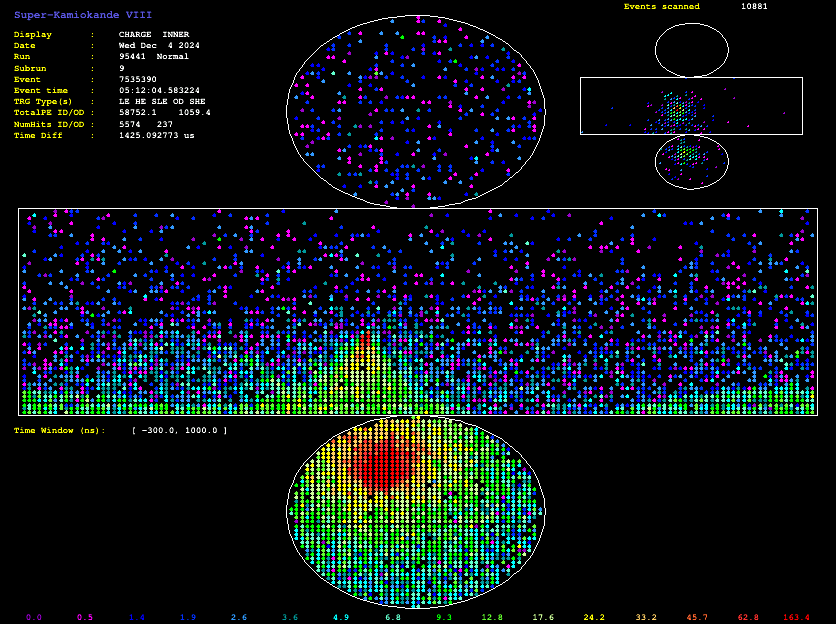 Super-Kamiokande VIII
Events scanned 10881
Display : CHARGE INNER
Date : Wed Dec 4 2024
Run : 95441 Normal
Subrun : 9
Event : 7535390
Event time : 05:12:04.583224
TRG Type(s) : LE HE SLE OD SHE
TotalPE ID/OD : 58752.1 1059.4
NumHits ID/OD : 5574 237
Time Diff : 1425.092773 us
Time Window (ns): [ -300.0, 1000.0 ]
0.0 0.5 1.2 1.9 2.6 3.6 4.9 6.8 9.3 12.8 17.6 24.2 33.2 45.7 62.8 163.4